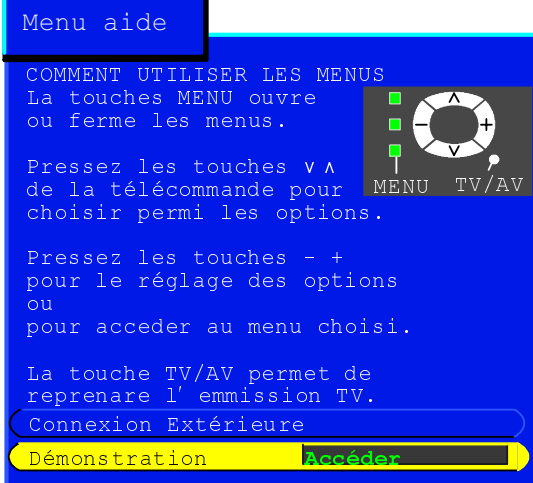 Menu aide
COMMENT UTILISER LES MENUS
La touches MENU ouvre
ou ferme les menus.
Pressez les touches ∨ ∧
de la télécommande pour
choisir permi les options.
MENU TV/AV
Pressez les touches - +
pour le réglage des options
ou
pour acceder au menu choisi.
La touche TV/AV permet de
reprenare l' emmission TV.
Connexion Extérieure
Démonstration Accéder